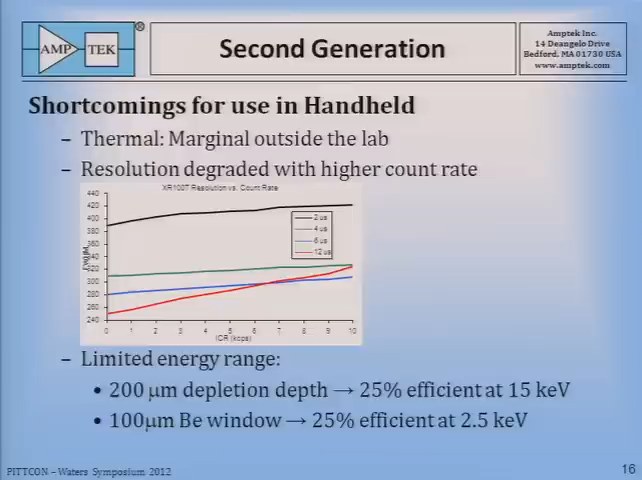 AMP TEK ®
Second Generation
Amptek Inc.
14 Deangelo Drive
Bedford, MA 01730 USA
www.amptek.com
Shortcomings for use in Handheld
– Thermal: Marginal outside the lab
– Resolution degraded with higher count rate
XR100T Resolution vs. Count Rate
440
420
400
380
360
340
320
300
280
260
240
2 us
4 us
6 us
12 us
0 1 2 3 4 5 6 7 8 9 10
ICR (kcps)
– Limited energy range:
• 200 μm depletion depth → 25% efficient at 15 keV
• 100μm Be window → 25% efficient at 2.5 keV
PITTCON – Waters Symposium 2012
16